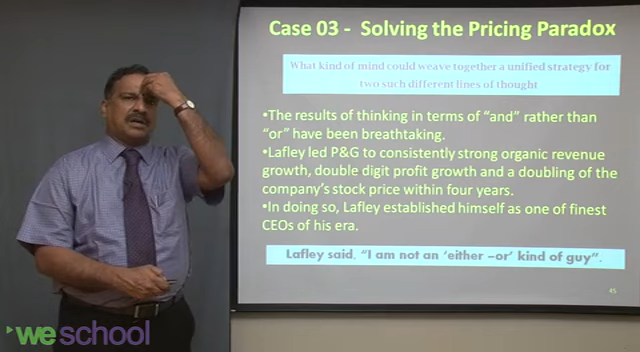 Case 03 - Solving the Pricing Paradox
What kind of mind could weave together a unified strategy for
two such different lines of thought
•The results of thinking in terms of “and” rather than
“or” have been breathtaking.
•Lafley led P&G to consistently strong organic revenue
growth, double digit profit growth and a doubling of the
company’s stock price within four years.
•In doing so, Lafley established himself as one of finest
CEOs of his era.
Lafley said, “I am not an ‘either –or’ kind of guy”.
45
weschool